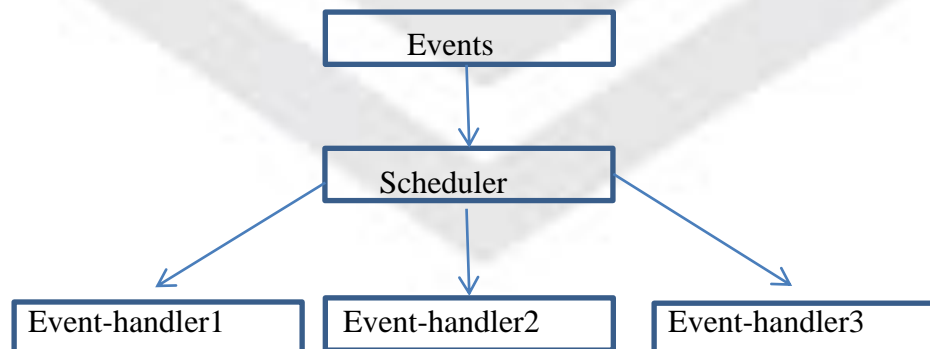 Events
Scheduler
Event-handler1
Event-handler2
Event-handler3